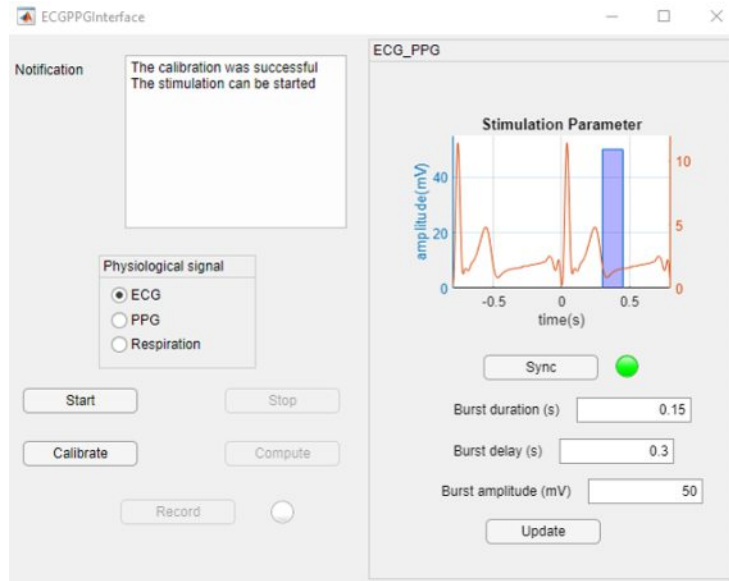 ECGPPGInterface
Notification
The calibration was successful
The stimulation can be started
Physiological signal
ECG
PPG
Respiration
Start
Stop
Calibrate
Compute
Record
ECG_PPG
Stimulation Parameter
amplitude(mV)
40
20
0
10
5
0
-0.5
0
0.5
time(s)
Sync
Burst duration (s) 0.15
Burst delay (s) 0.3
Burst amplitude (mV) 50
Update